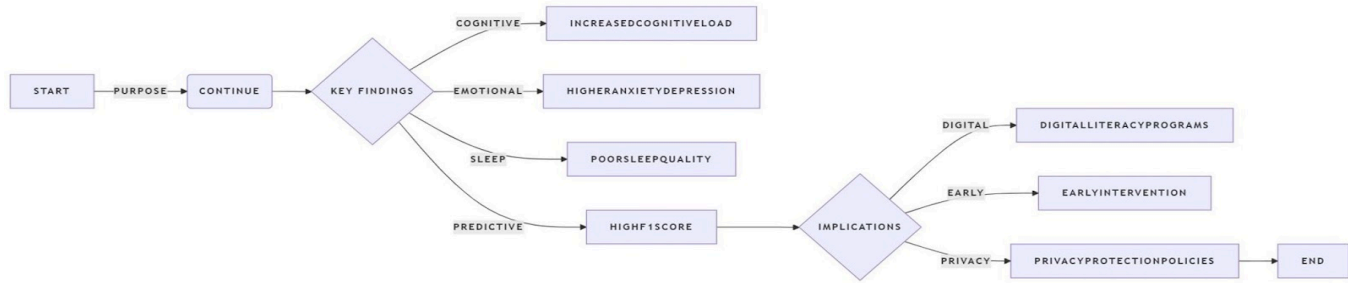 START
PURPOSE
CONTINUE
KEY FINDINGS
COGNITIVE
INCREASEDCOGNITIVELOAD
EMOTIONAL
HIGHERANXIETYDEPRESSION
SLEEP
POORSLEEPQUALITY
PREDICTIVE
HIGHF1SCORE
IMPLICATIONS
DIGITAL
DIGITALLITERACYPROGRAMS
EARLY
EARLYINTERVENTION
PRIVACY
PRIVACYPROTECTIONPOLICIES
END